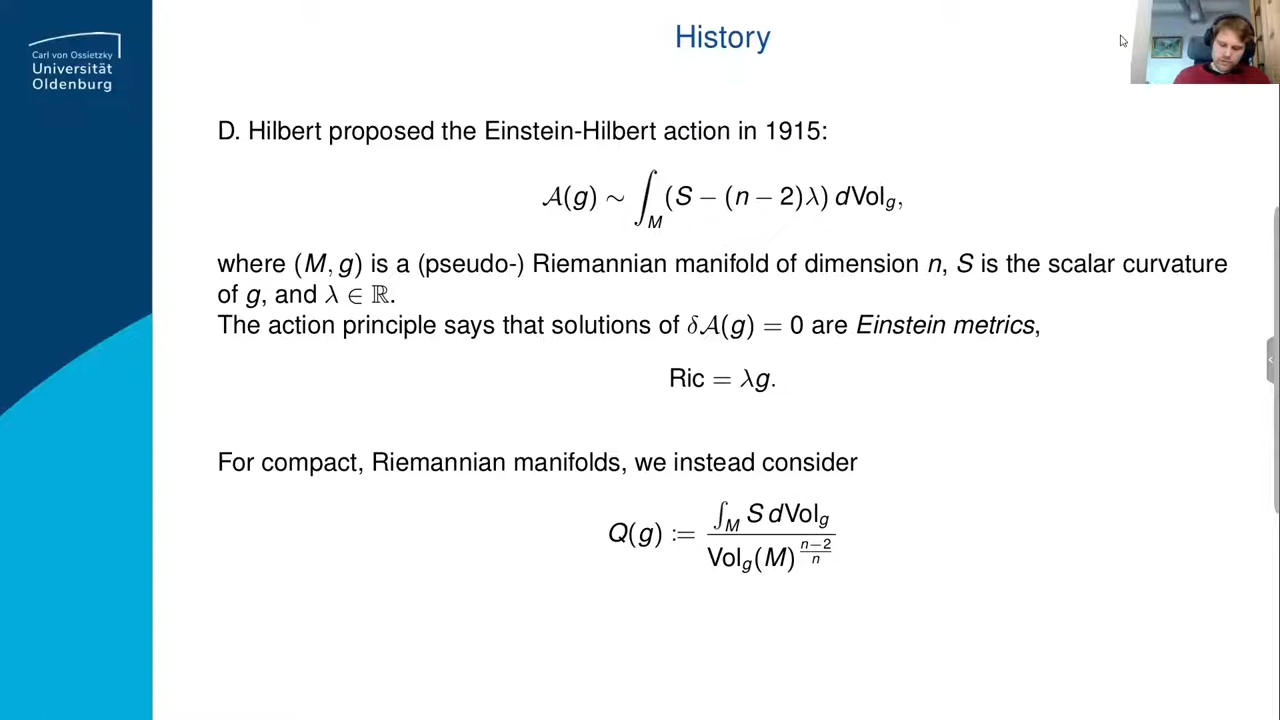 Carl von Ossietzky
Universität
Oldenburg
History
D. Hilbert proposed the Einstein-Hilbert action in 1915:
𝒜(g) ∼ ∫_M (S − (n − 2)λ) dVol_g,
where (M, g) is a (pseudo-) Riemannian manifold of dimension n, S is the scalar curvature
of g, and λ ∈ ℝ.
The action principle says that solutions of δ𝒜(g) = 0 are Einstein metrics,
Ric = λg.
For compact, Riemannian manifolds, we instead consider
Q(g) := ∫_M S dVol_g / Vol_g(M)^{(n−2)/n}